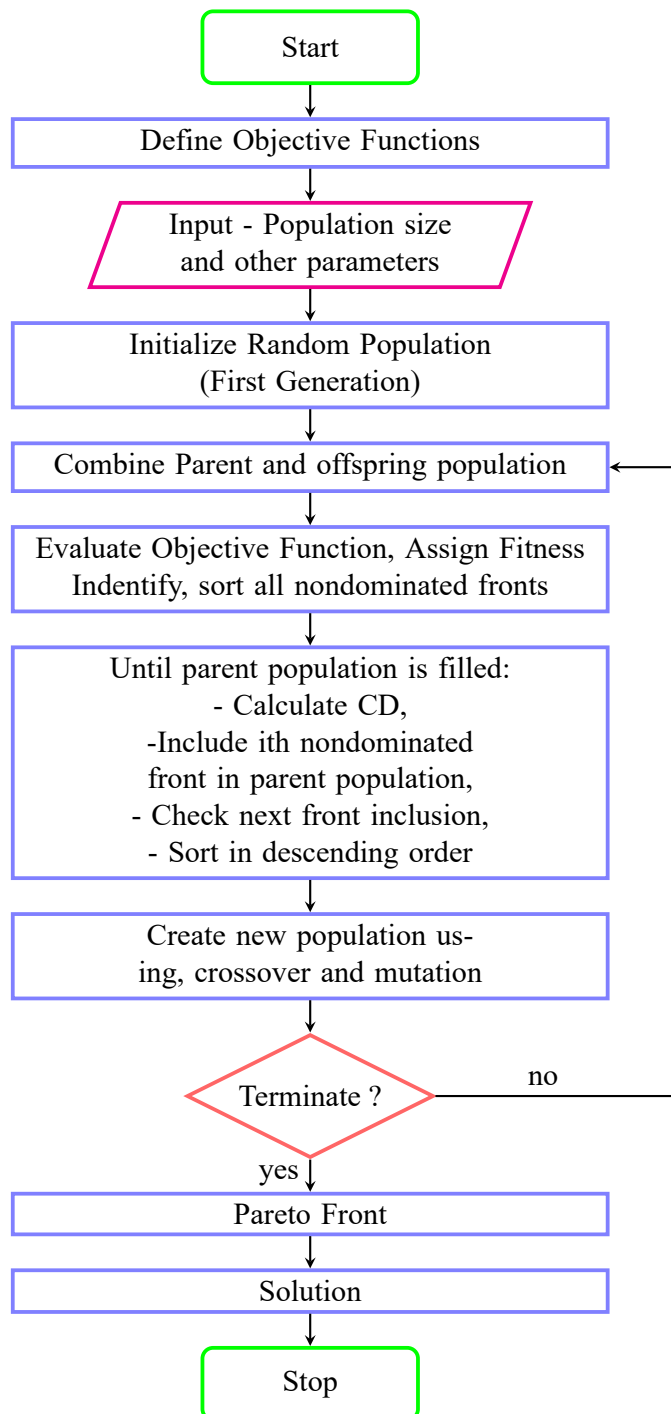 Start
Define Objective Functions
Input - Population size
and other parameters
Initialize Random Population
(First Generation)
Combine Parent and offspring population
Evaluate Objective Function, Assign Fitness
Indentify, sort all nondominated fronts
Until parent population is filled:
- Calculate CD,
-Include ith nondominated
front in parent population,
- Check next front inclusion,
- Sort in descending order
Create new population us-
ing, crossover and mutation
Terminate ?
no
yes
Pareto Front
Solution
Stop